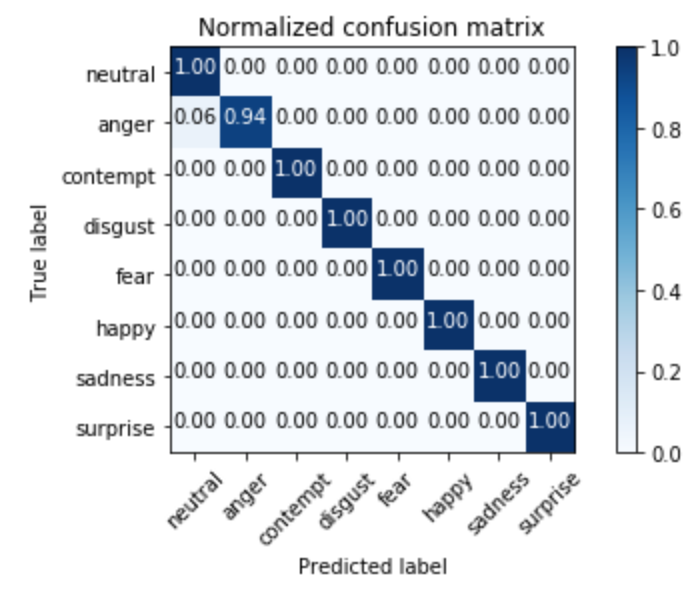 Normalized confusion matrix
neutral 1.00 0.00 0.00 0.00 0.00 0.00 0.00 0.00
anger 0.06 0.94 0.00 0.00 0.00 0.00 0.00 0.00
contempt 0.00 0.00 1.00 0.00 0.00 0.00 0.00 0.00
disgust 0.00 0.00 0.00 1.00 0.00 0.00 0.00 0.00
fear 0.00 0.00 0.00 0.00 1.00 0.00 0.00 0.00
happy 0.00 0.00 0.00 0.00 0.00 1.00 0.00 0.00
sadness 0.00 0.00 0.00 0.00 0.00 0.00 1.00 0.00
surprise 0.00 0.00 0.00 0.00 0.00 0.00 0.00 1.00
True label
neutral anger contempt disgust fear happy sadness surprise
Predicted label
1.0
0.8
0.6
0.4
0.2
0.0